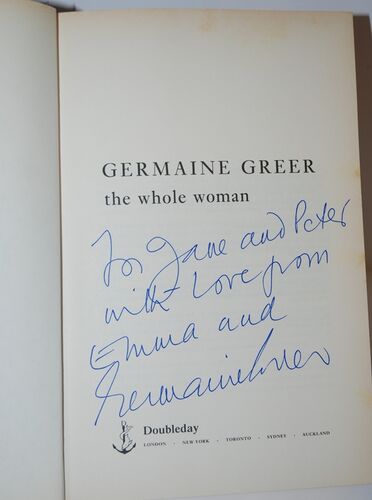 GERMAINE GREER
the whole woman
for Jane and Peter
with love from
Emma and
Germaine Greer
Doubleday
LONDON · NEW YORK · TORONTO · SYDNEY · AUCKLAND